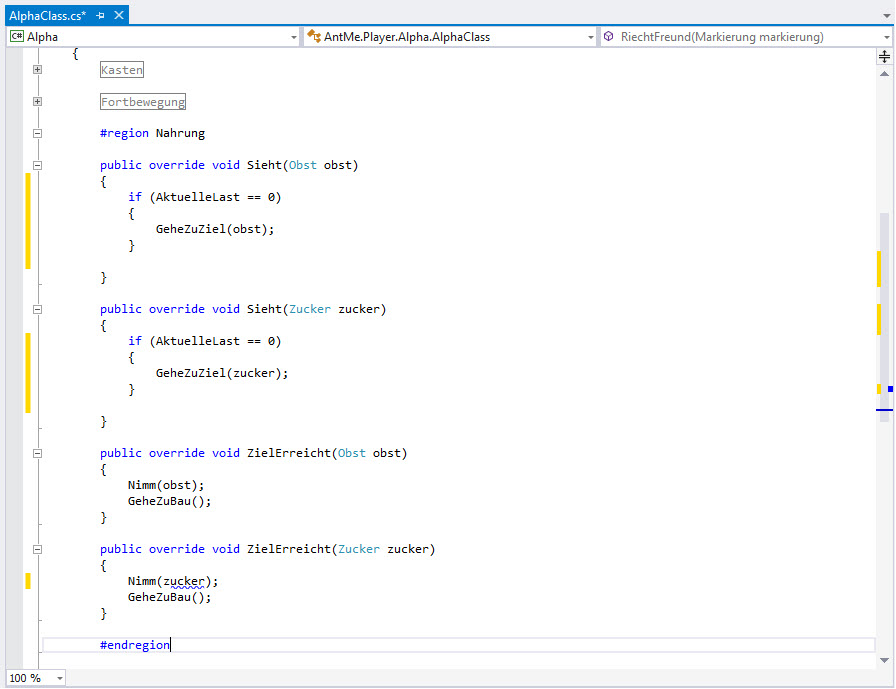 AlphaClass.cs*
C# Alpha
AntMe.Player.Alpha.AlphaClass
RiechtFreund(Markierung markierung)
{
Kasten
Fortbewegung
#region Nahrung
public override void Sieht(Obst obst)
{
if (AktuelleLast == 0)
{
GeheZuZiel(obst);
}
}
public override void Sieht(Zucker zucker)
{
if (AktuelleLast == 0)
{
GeheZuZiel(zucker);
}
}
public override void ZielErreicht(Obst obst)
{
Nimm(obst);
GeheZuBau();
}
public override void ZielErreicht(Zucker zucker)
{
Nimm(zucker);
GeheZuBau();
}
#endregion
100 %